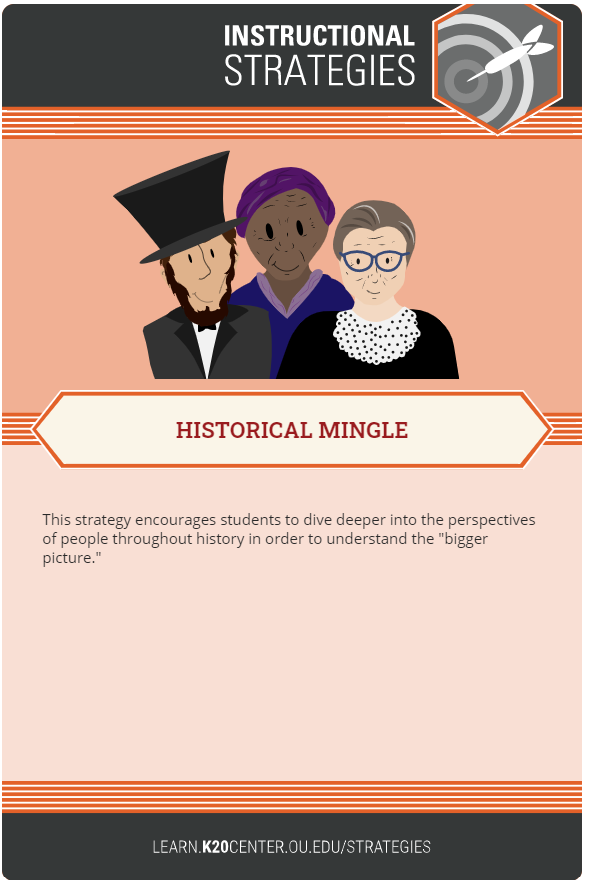 INSTRUCTIONAL
STRATEGIES
HISTORICAL MINGLE
This strategy encourages students to dive deeper into the perspectives
of people throughout history in order to understand the "bigger
picture."
LEARN.K20CENTER.OU.EDU/STRATEGIES